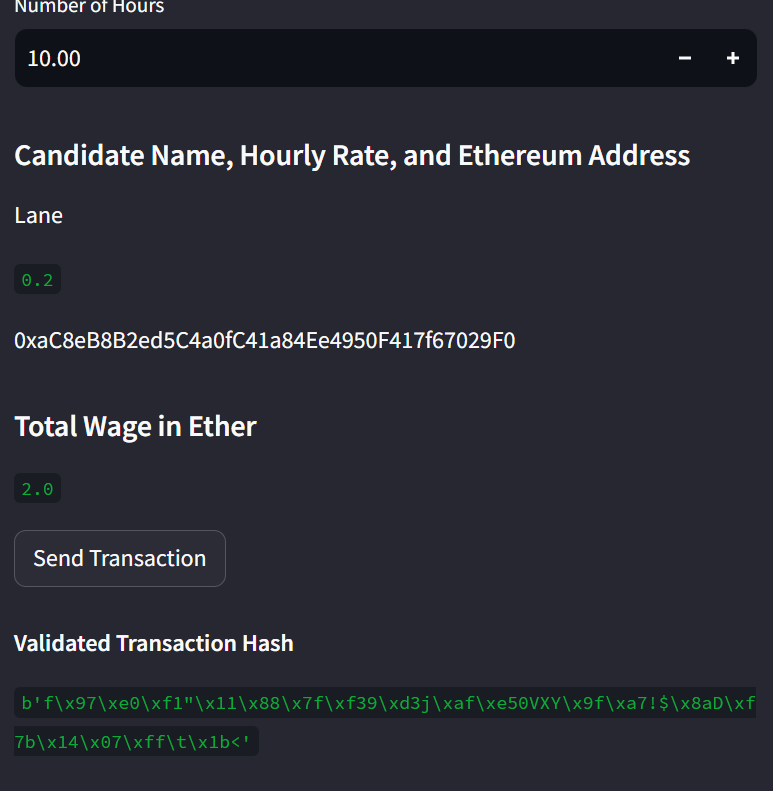 Number of Hours
10.00
Candidate Name, Hourly Rate, and Ethereum Address
Lane
0.2
0xaC8eB8B2ed5C4a0fC41a84Ee4950F417f67029F0
Total Wage in Ether
2.0
Send Transaction
Validated Transaction Hash
b'f\x97\xe0\xf1"\x11\x88\x7f\xf39\xd3j\xaf\xe50VXY\x9f\xa7!$\x8aD\xf
7b\x14\x07\xff\t\x1b<'